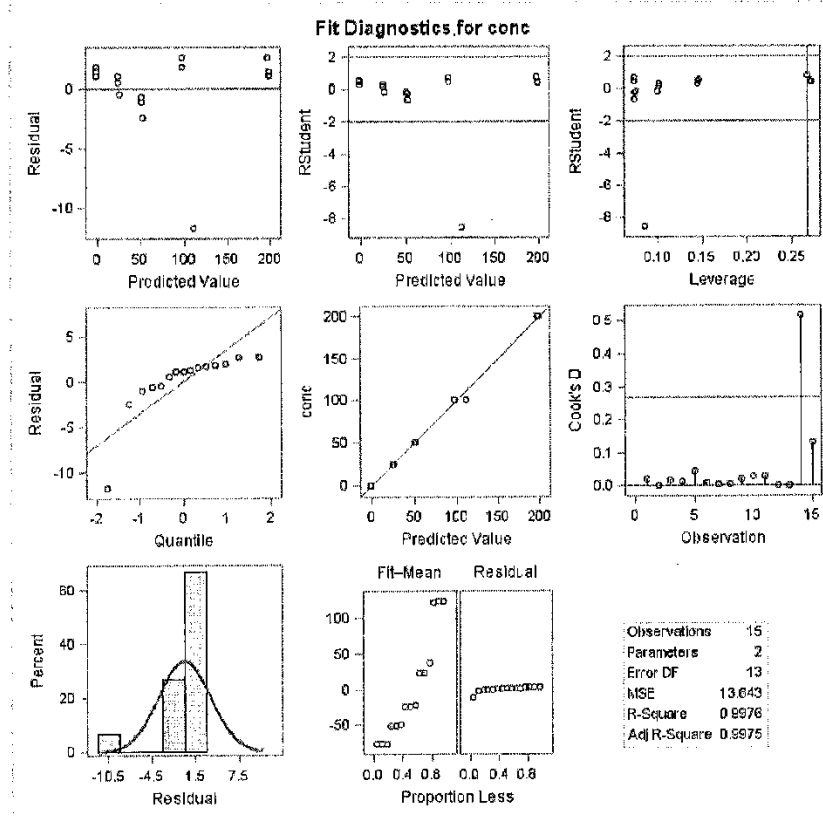 Fit Diagnostics for conc
Residual
0
-5
-10
0 50 100 150 200
Predicted Value
RStudent
2
0
-2
-4
-6
-8
0 50 100 150 200
Predicted Value
RStudent
2
0
-2
-4
-6
-8
0.10 0.15 0.20 0.25
Leverage
Residual
5
0
-5
-10
-2 -1 0 1 2
Quantile
conc
200
150
100
50
0
0 50 100 150 200
Predicted Value
Cook's D
0.5
0.4
0.3
0.2
0.1
0.0
0 5 10 15
Observation
Percent
60
40
20
0
-10.5 -4.5 1.5 7.5
Residual
Fit–Mean Residual
100
50
0
-50
0.0 0.4 0.8 0.0 0.4 0.8
Proportion Less
Observations 15
Parameters 2
Error DF 13
MSE 13.643
R-Square 0.9976
Adj R-Square 0.9975